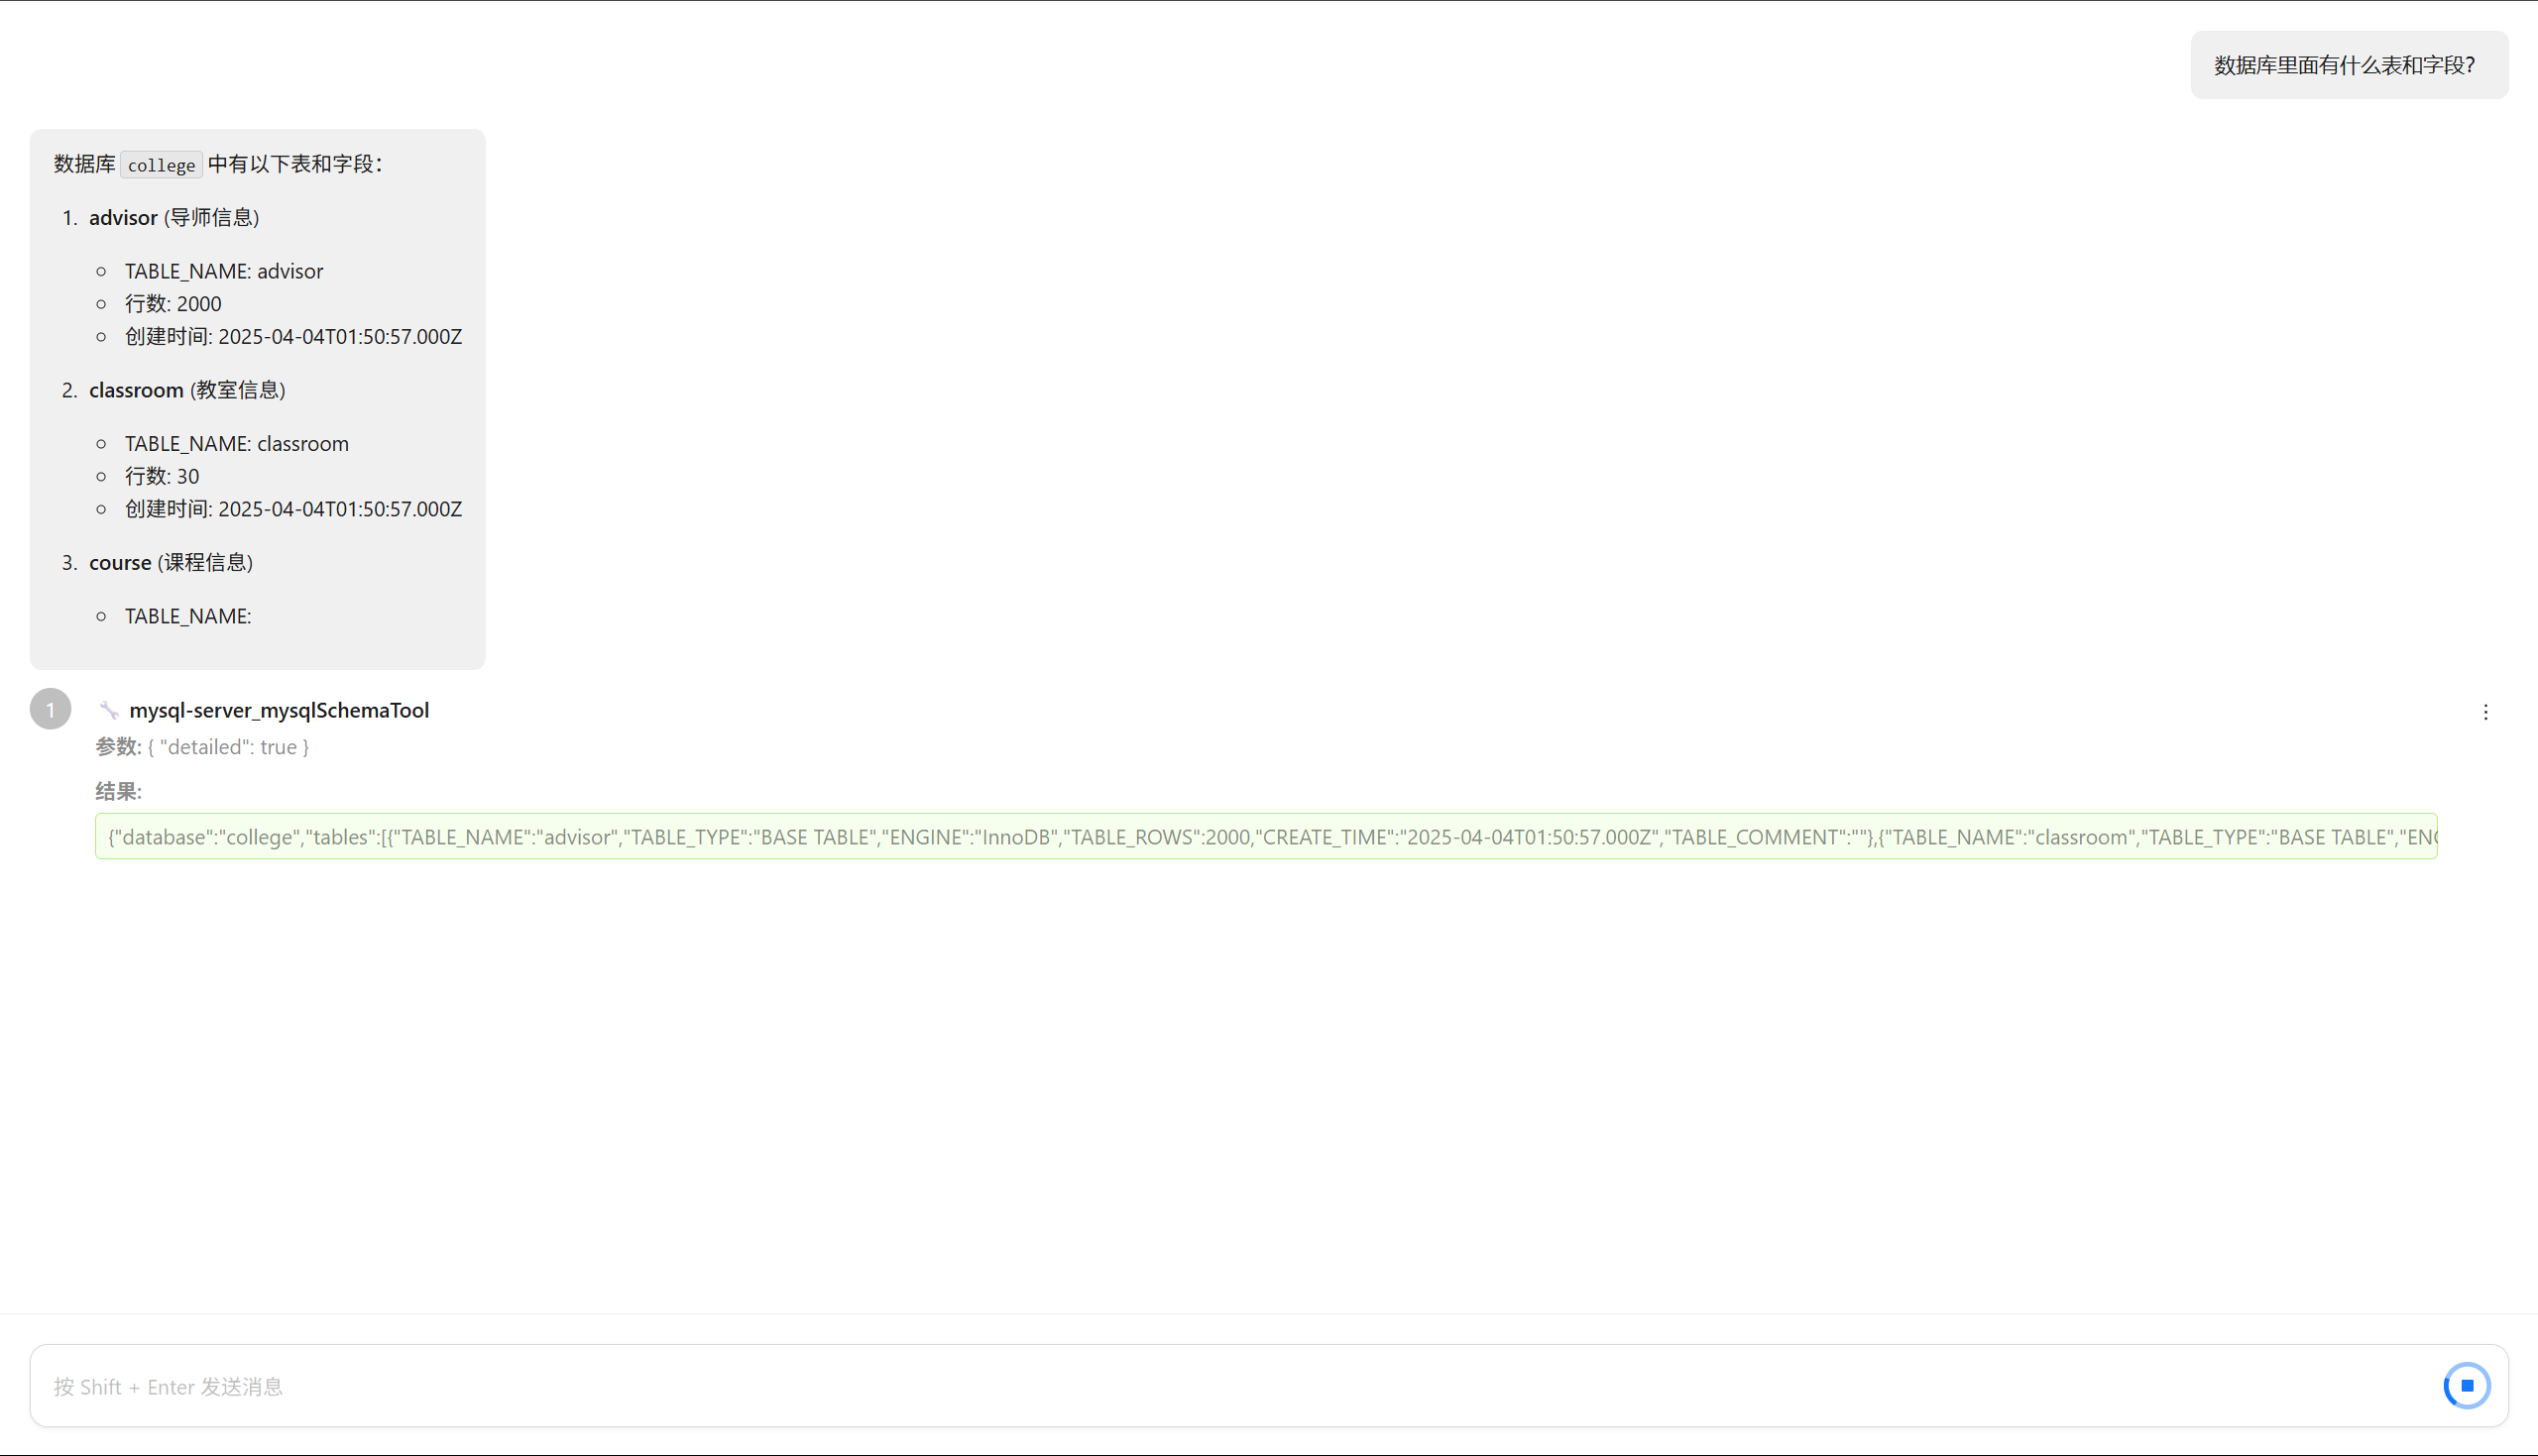 数据库里面有什么表和字段?
数据库 college 中有以下表和字段：
1. advisor (导师信息)
○ TABLE_NAME: advisor
○ 行数: 2000
○ 创建时间: 2025-04-04T01:50:57.000Z
2. classroom (教室信息)
○ TABLE_NAME: classroom
○ 行数: 30
○ 创建时间: 2025-04-04T01:50:57.000Z
3. course (课程信息)
○ TABLE_NAME:
1 🔧 mysql-server_mysqlSchemaTool
参数: { "detailed": true }
结果:
{"database":"college","tables":[{"TABLE_NAME":"advisor","TABLE_TYPE":"BASE TABLE","ENGINE":"InnoDB","TABLE_ROWS":2000,"CREATE_TIME":"2025-04-04T01:50:57.000Z","TABLE_COMMENT":""},{"TABLE_NAME":"classroom","TABLE_TYPE":"BASE TABLE","EN
按 Shift + Enter 发送消息